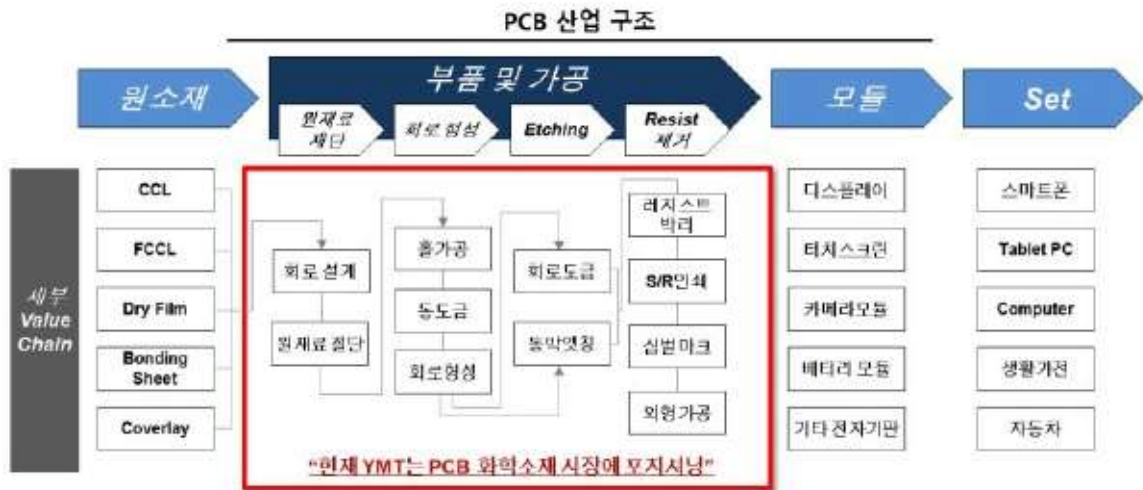 PCB 산업 구조
원소재
부품 및 가공
모듈
Set
원재료
재단
회로 형성
Etching
Resist
제거
세부
Value
Chain
CCL
FCCL
Dry Film
Bonding
Sheet
Coverlay
회로 설계
원재료 절단
홀가공
동도금
회로형성
회로도금
동박엣칭
레지스트
박리
S/R인쇄
심벌 마크
외형가공
디스플레이
터치스크린
카메라모듈
배터리 모듈
기타 전자기판
스마트폰
Tablet PC
Computer
생활가전
자동차
"현재 YMT는 PCB 화학소재 시장에 포지셔닝"